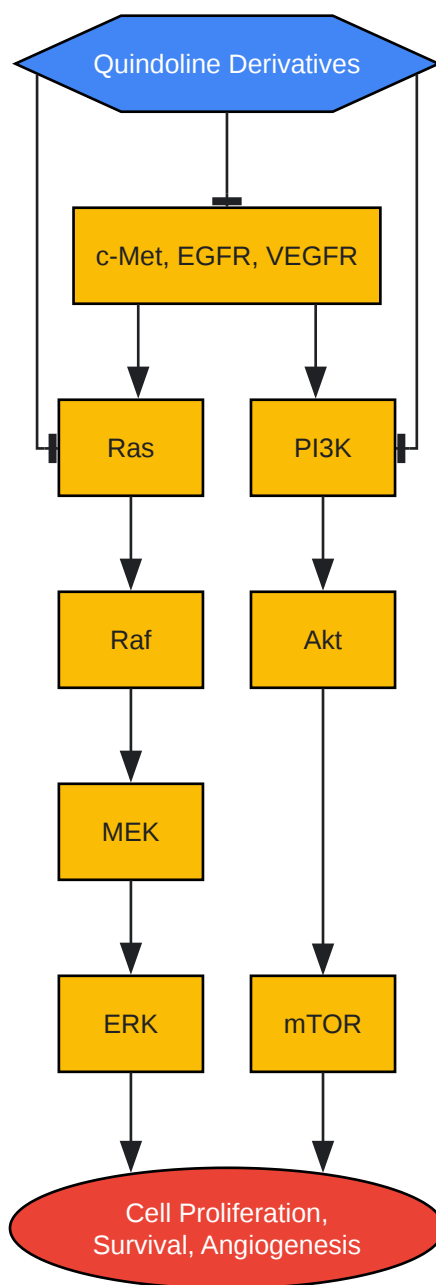 Quindoline Derivatives
c-Met, EGFR, VEGFR
Ras
PI3K
Raf
Akt
MEK
ERK
mTOR
Cell Proliferation,
Survival, Angiogenesis